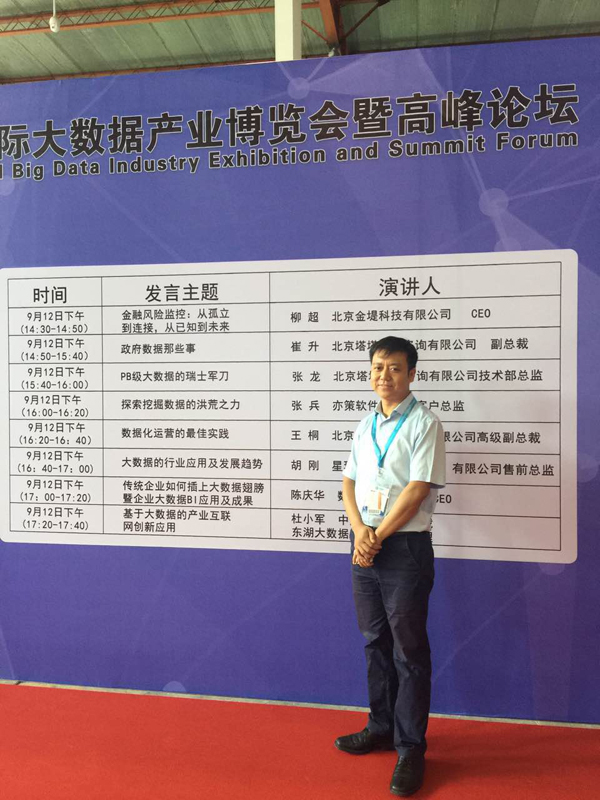 际大数据产业博览会暨高峰论坛
l Big Data Industry Exhibition and Summit Forum
时间 发言主题 演讲人
9月12日下午 金融风险监控：从孤立
(14:30-14:50) 到连接，从已知到未来 柳 超 北京金堤科技有限公司 CEO
9月12日下午
(14:50-15:40) 政府数据那些事 崔 升 北京塔 询有限公司 副总裁
9月12日下午
(15:40-16:00) PB级大数据的瑞士军刀 张 龙 北京塔 询有限公司技术部总监
9月12日下午
(16:00-16:20) 探索挖掘数据的洪荒之力 张 兵 亦策软件 客户总监
9月12日下午
(16:20-16：40) 数据化运营的最佳实践 王 桐 北京 有限公司高级副总裁
9月12日下午
(16：40-17：00) 大数据的行业应用及发展趋势 胡 刚 星 有限公司售前总监
9月12日下午 传统企业如何插上大数据翅膀
(17：00-17:20) 暨企业大数据BI应用及成果 陈庆华 数 CEO
9月12日下午 基于大数据的产业互联 杜小军 中
(17:20-17:40) 网创新应用 东湖大数据